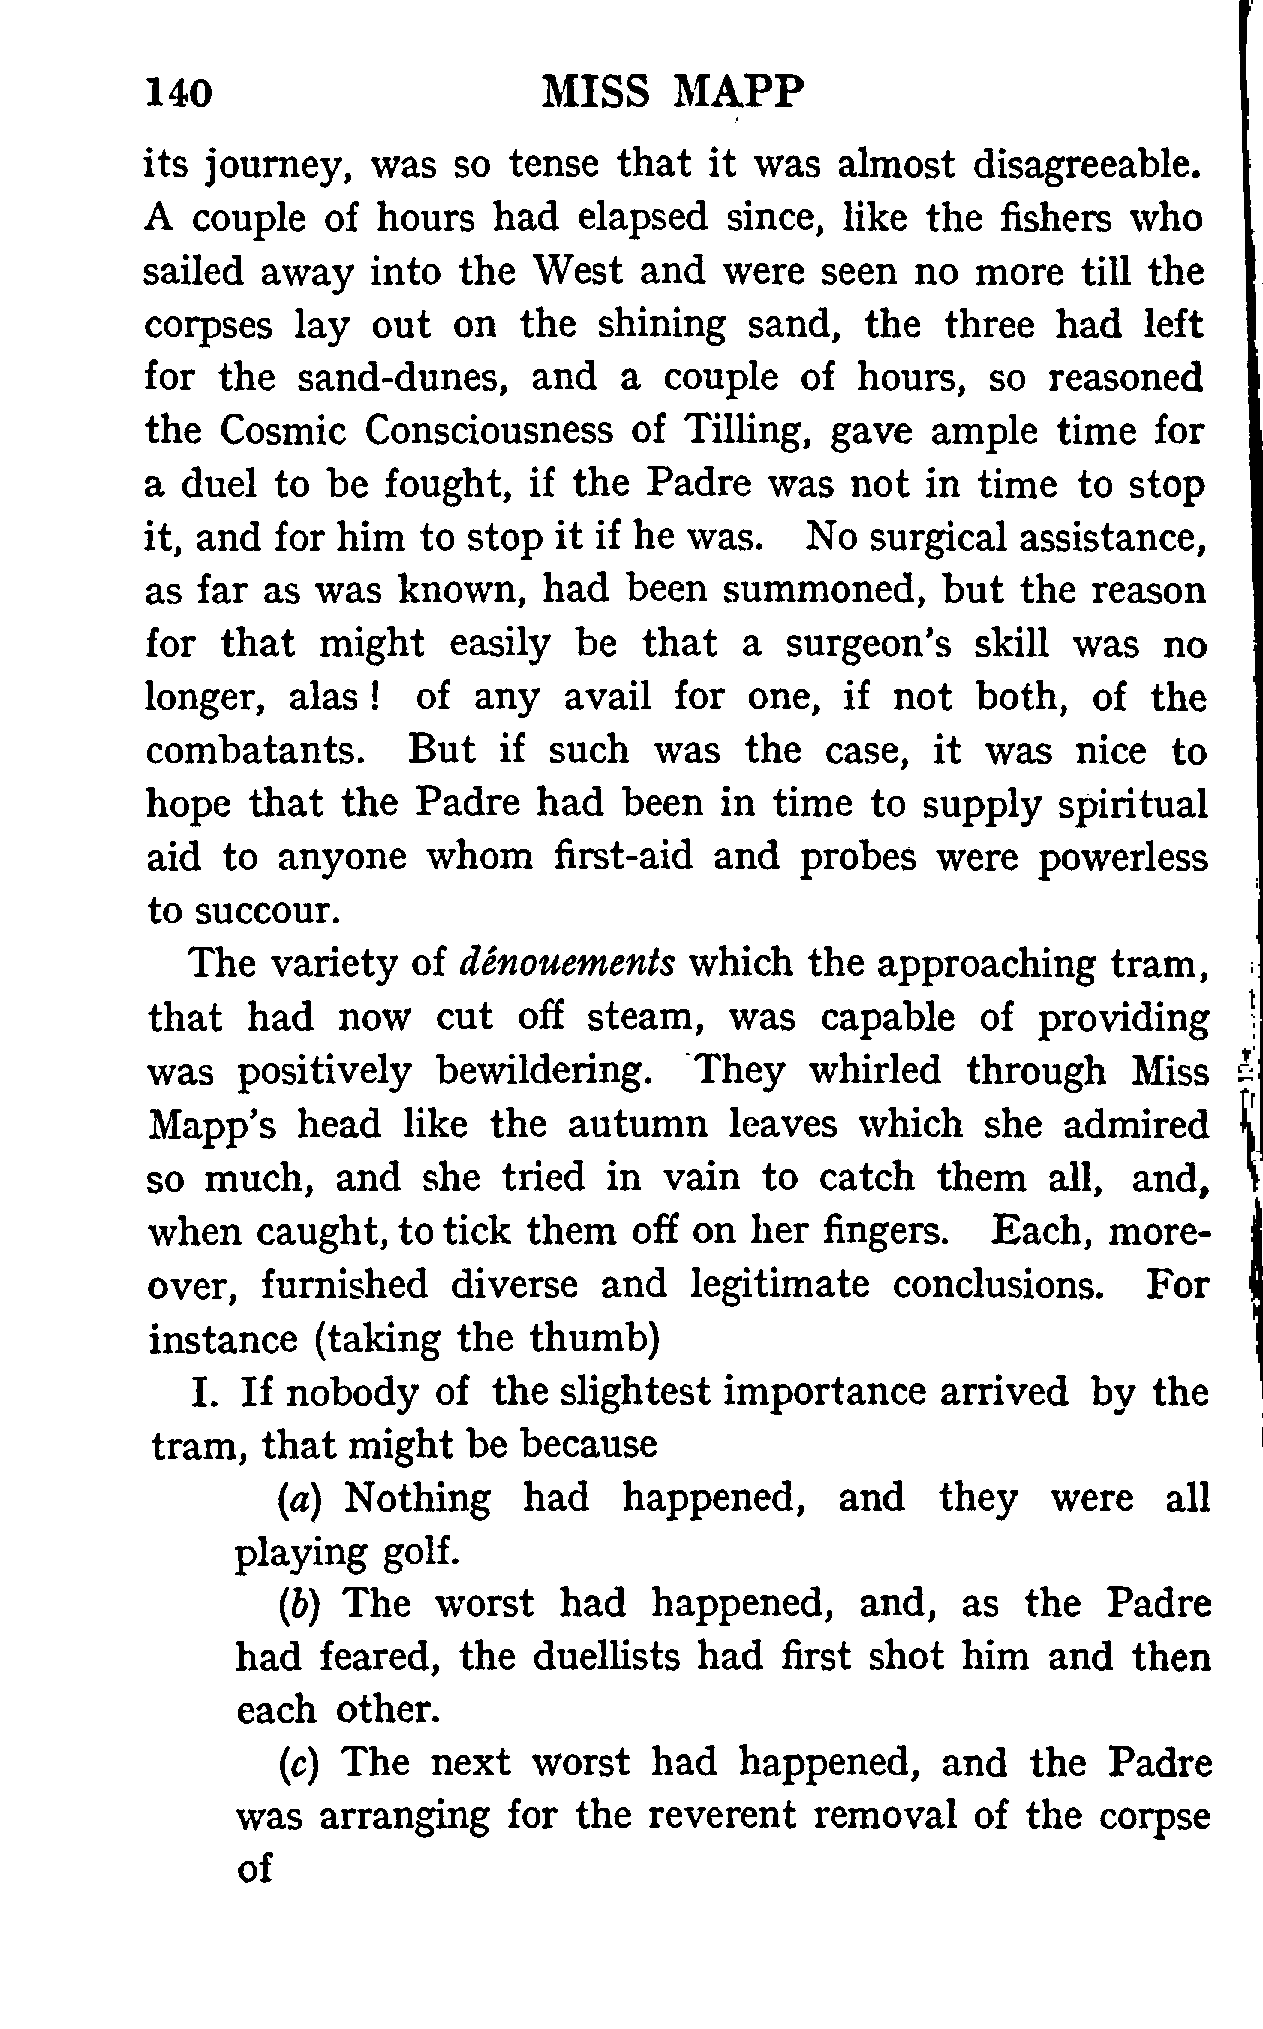 140 MISS MAPP
its journey, was so tense that it was almost disagreeable.
A couple of hours had elapsed since, like the fishers who
sailed away into the West and were seen no more till the
corpses lay out on the shining sand, the three had left
for the sand-dunes, and a couple of hours, so reasoned
the Cosmic Consciousness of Tilling, gave ample time for
a duel to be fought, if the Padre was not in time to stop
it, and for him to stop it if he was. No surgical assistance,
as far as was known, had been summoned, but the reason
for that might easily be that a surgeon's skill was no
longer, alas ! of any avail for one, if not both, of the
combatants. But if such was the case, it was nice to
hope that the Padre had been in time to supply spiritual
aid to anyone whom first-aid and probes were powerless
to succour.
The variety of dénouements which the approaching tram,
that had now cut off steam, was capable of providing
was positively bewildering. They whirled through Miss
Mapp's head like the autumn leaves which she admired
so much, and she tried in vain to catch them all, and,
when caught, to tick them off on her fingers. Each, more-
over, furnished diverse and legitimate conclusions. For
instance (taking the thumb)
I. If nobody of the slightest importance arrived by the
tram, that might be because
(a) Nothing had happened, and they were all
playing golf.
(b) The worst had happened, and, as the Padre
had feared, the duellists had first shot him and then
each other.
(c) The next worst had happened, and the Padre
was arranging for the reverent removal of the corpse
of